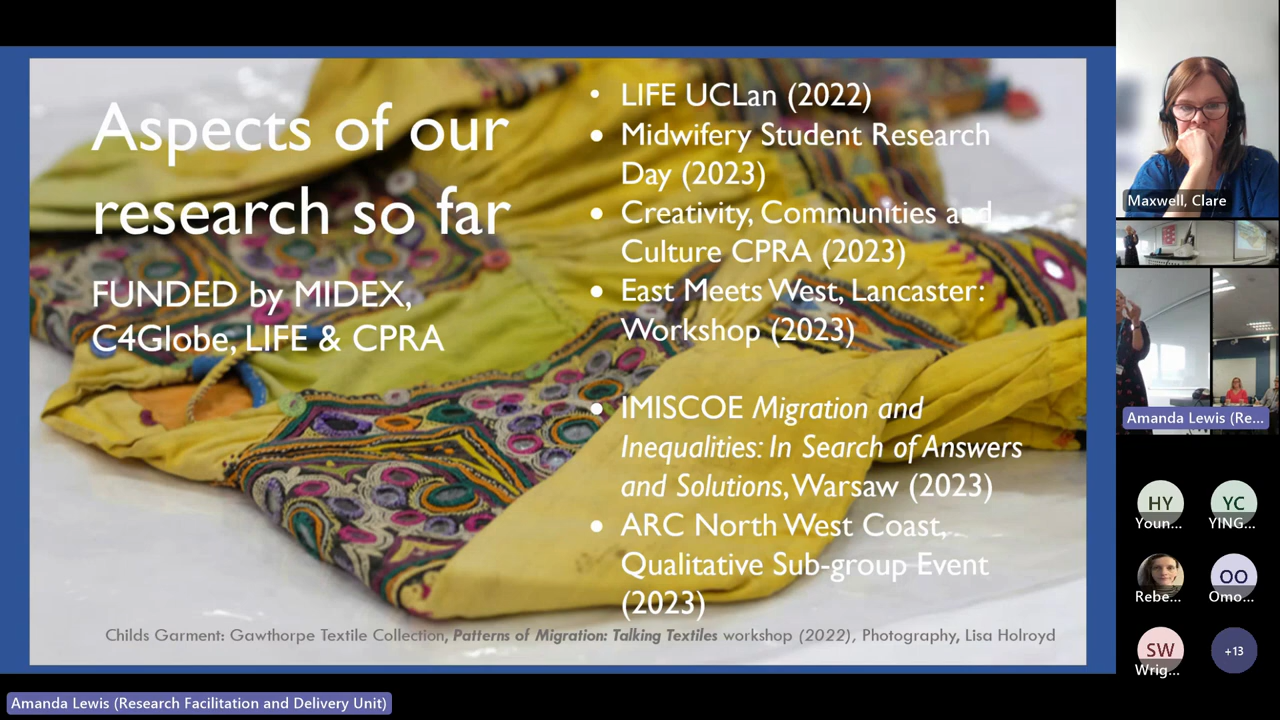 Aspects of our
research so far
FUNDED by MIDEX,
C4Globe, LIFE & CPRA
• LIFE UCLan (2022)
• Midwifery Student Research
Day (2023)
• Creativity, Communities and
Culture CPRA (2023)
• East Meets West, Lancaster:
Workshop (2023)
• IMISCOE Migration and
Inequalities: In Search of Answers
and Solutions, Warsaw (2023)
• ARC North West Coast,
Qualitative Sub-group Event
(2023)
Childs Garment: Gawthorpe Textile Collection, Patterns of Migration: Talking Textiles workshop (2022), Photography, Lisa Holroyd
Maxwell, Clare
Amanda Lewis (Re...
HY
Youn...
YC
YING...
Rebe...
OO
Omo...
SW
Wrig...
+13
Amanda Lewis (Research Facilitation and Delivery Unit)